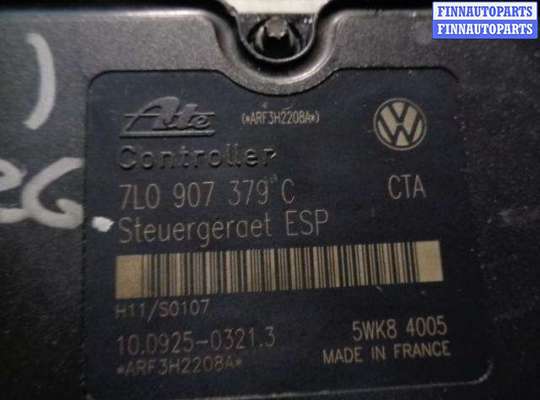 FINNAUTOPARTS
FINNAUTOPARTS
FINNAUTOPARTS
Ate
(*ARF3H2208A*)
Controller
7L0 907 379 C
CTA
Steuergeraet ESP
H11/S0107
10.0925-0321.3
5WK8 4005
*ARF3H2208A*
MADE IN FRANCE